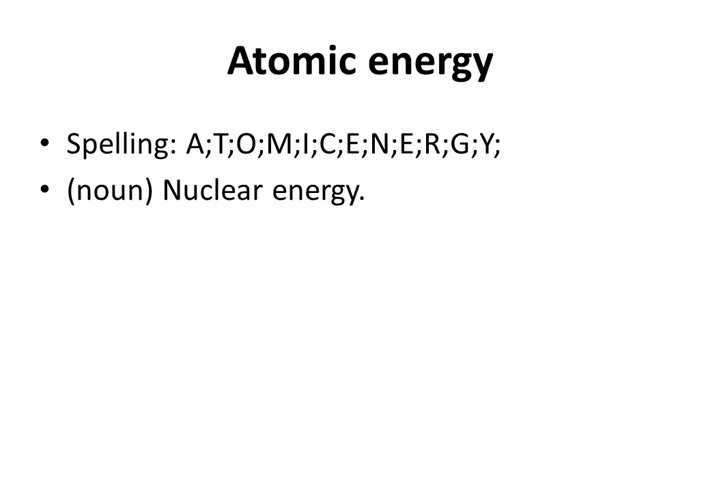 Atomic energy
• Spelling: A;T;O;M;I;C;E;N;E;R;G;Y;
• (noun) Nuclear energy.